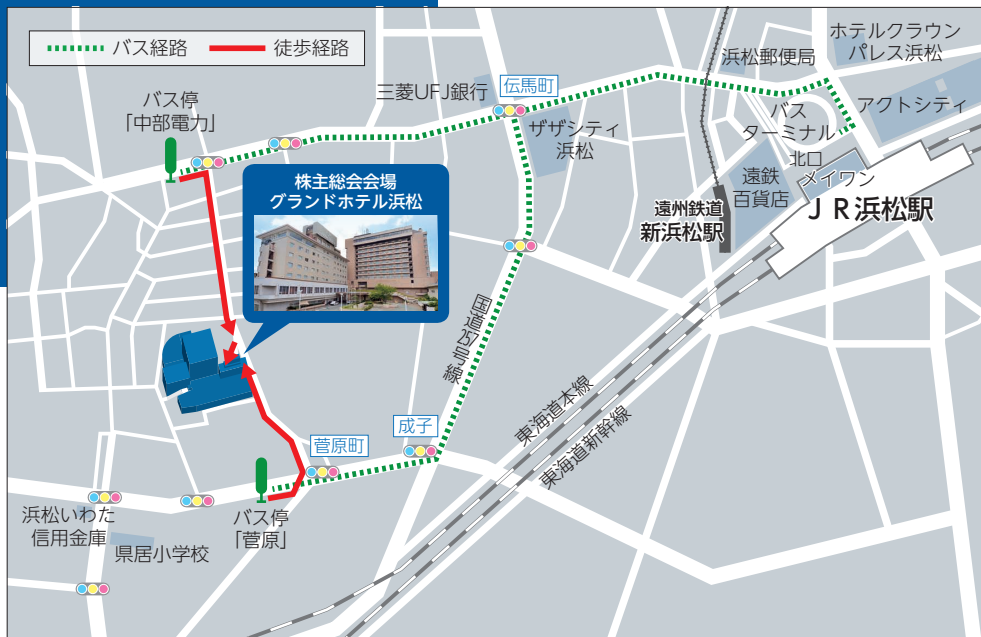 バス経路
徒歩経路
ホテルクラウン
パレス浜松
浜松郵便局
アクトシティ
三菱UFJ銀行
伝馬町
バス停
「中部電力」
ザザシティ
浜松
バス
ターミナル
北口
メイワン
遠鉄
百貨店
JR浜松駅
遠州鉄道
新浜松駅
株主総会会場
グランドホテル浜松
国道257号線
東海道本線
東海道新幹線
成子
菅原町
バス停
「菅原」
浜松いわた
信用金庫
県居小学校